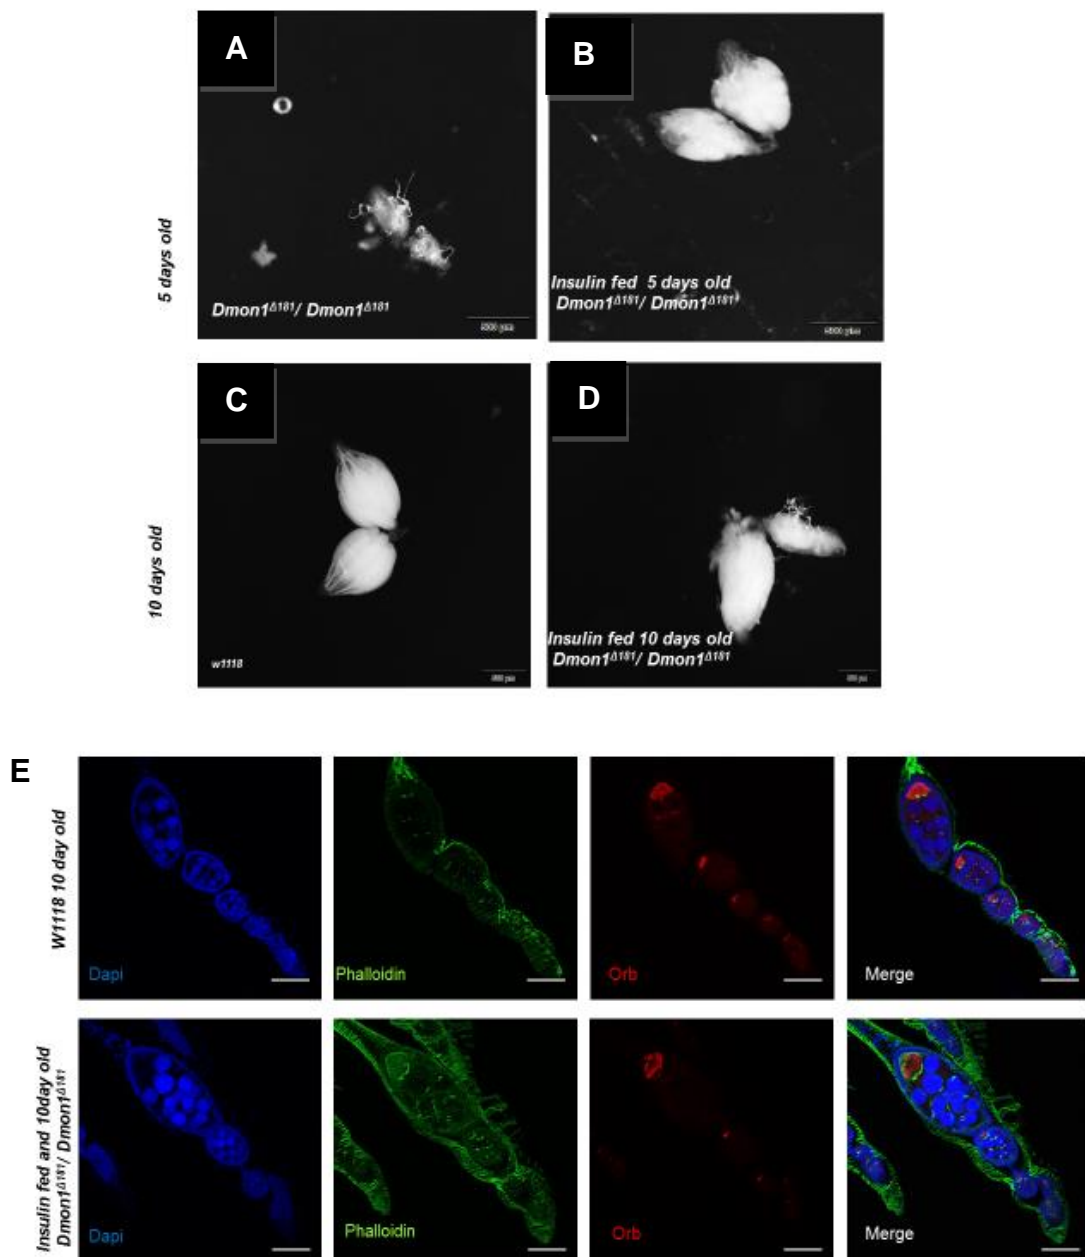 A
B
5 days old
Dmon1Δ181/ Dmon1Δ181
Insulin fed 5 days old
Dmon1Δ181/ Dmon1Δ181
C
D
10 days old
w1118
Insulin fed 10 days old
Dmon1Δ181/ Dmon1Δ181
E
W1118 10 day old
Dapi
Phalloidin
Orb
Merge
Insulin fed and 10day old
Dmon1Δ181/ Dmon1Δ181
Dapi
Phalloidin
Orb
Merge